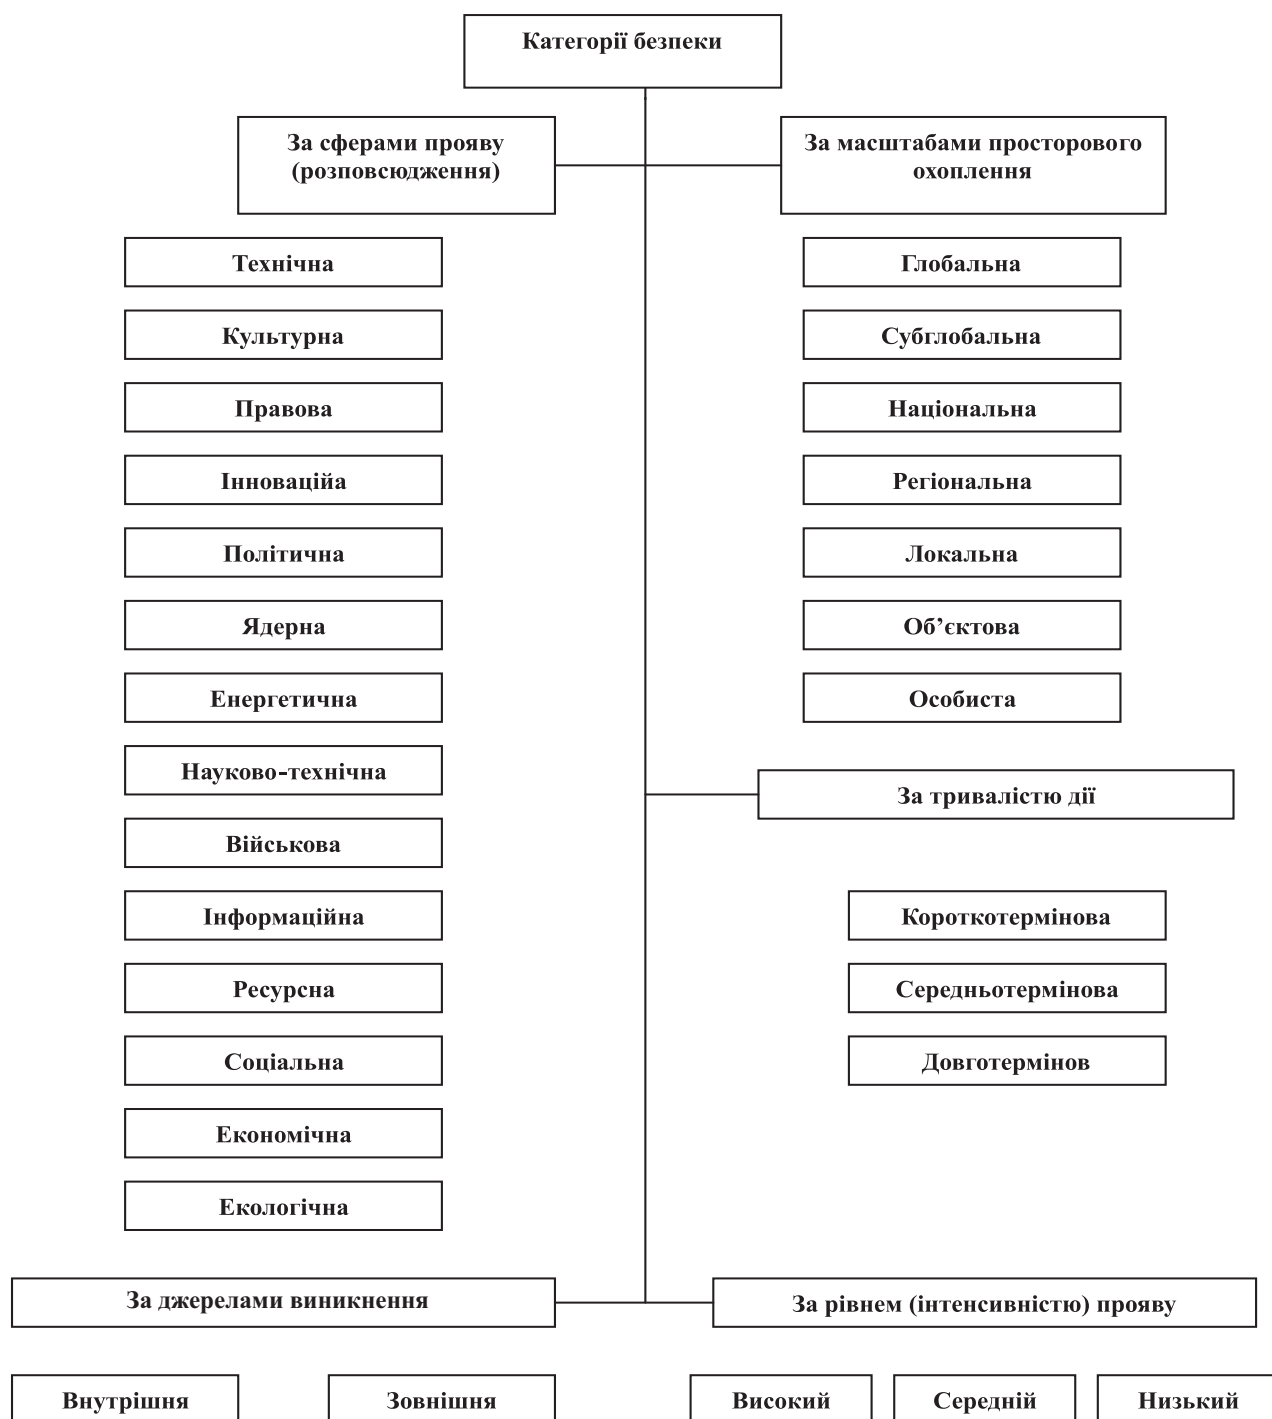 Категорії безпеки
За сферами прояву
(розповсюдження)
Технічна
Культурна
Правова
Інноваційа
Політична
Ядерна
Енергетична
Науково-технічна
Військова
Інформаційна
Ресурсна
Соціальна
Економічна
Екологічна
За масштабами просторового
охоплення
Глобальна
Субглобальна
Національна
Регіональна
Локальна
Об’єктова
Особиста
За тривалістю дії
Короткотермінова
Середньотермінова
Довготермінов
За джерелами виникнення
Внутрішня
Зовнішня
За рівнем (інтенсивністю) прояву
Високий
Середній
Низький